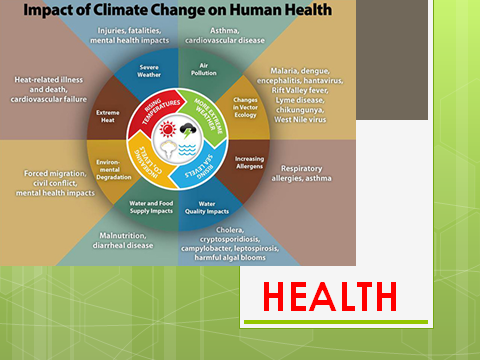 Impact of Climate Change on Human Health
Injuries, fatalities,
mental health impacts
Asthma,
cardiovascular disease
Heat-related illness
and death,
cardiovascular failure
Malaria, dengue,
encephalitis, hantavirus,
Rift Valley fever,
Lyme disease,
chikungunya,
West Nile virus
Forced migration,
civil conflict,
mental health impacts
Respiratory
allergies, asthma
Malnutrition,
diarrheal disease
Cholera,
cryptosporidiosis,
campylobacter, leptospirosis,
harmful algal blooms
Severe
Weather
Air
Pollution
Extreme
Heat
Changes
in Vector
Ecology
Environ-
mental
Degradation
Increasing
Allergens
Water and Food
Supply Impacts
Water
Quality Impacts
RISING
TEMPERATURES
MORE EXTREME
WEATHER
INCREASING
CO₂ LEVELS
RISING
SEA LEVELS
HEALTH